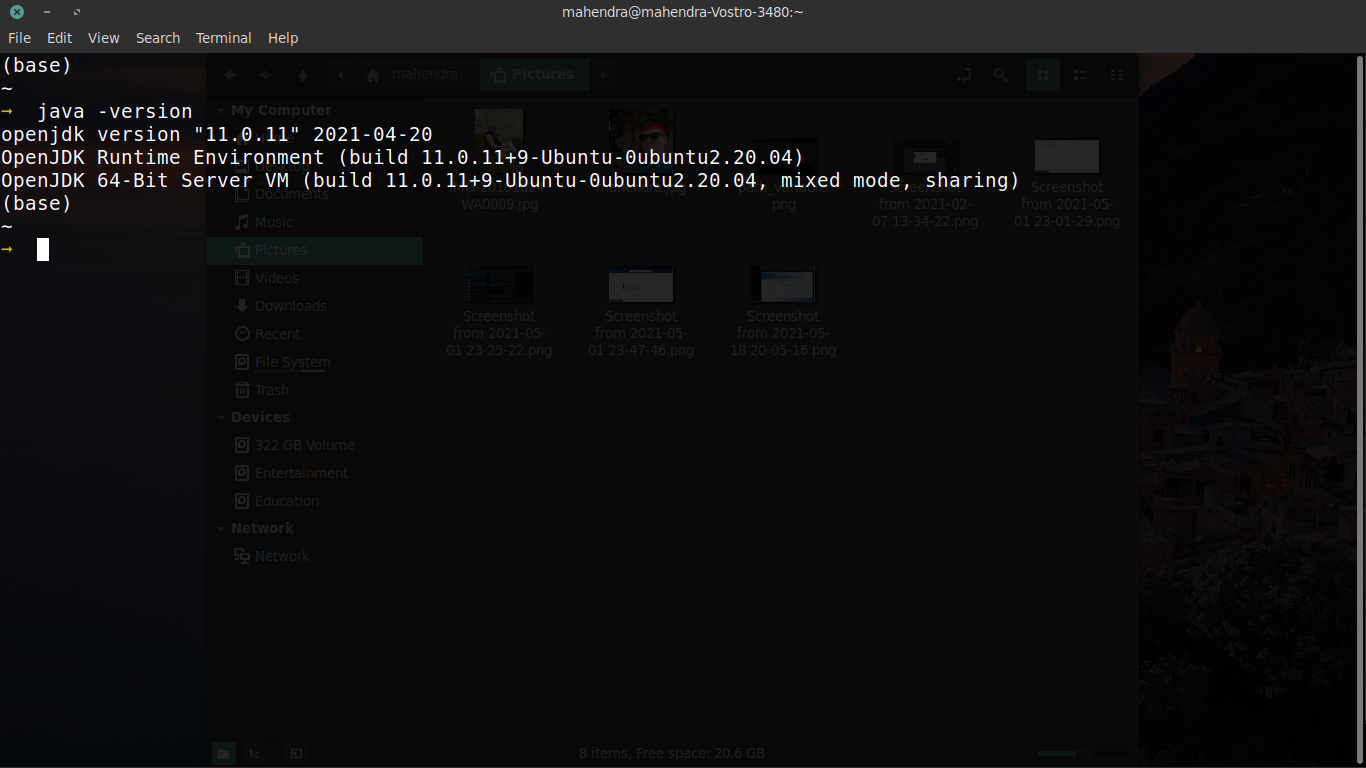 mahendra@mahendra-Vostro-3480:~
File Edit View Search Terminal Help
(base)
~
→ java -version
openjdk version "11.0.11" 2021-04-20
OpenJDK Runtime Environment (build 11.0.11+9-Ubuntu-0ubuntu2.20.04)
OpenJDK 64-Bit Server VM (build 11.0.11+9-Ubuntu-0ubuntu2.20.04, mixed mode, sharing)
(base)
~
→
mahendra
Pictures
My Computer
Documents
Music
Pictures
Videos
Downloads
Recent
File System
Trash
Devices
322 GB Volume
Entertainment
Education
Network
Network
WA0009.jpg
png
Screenshot
from 2021-02-
07 13-34-22.png
Screenshot
from 2021-05-
01 23-01-29.png
Screenshot
from 2021-05-
01 23-25-22.png
Screenshot
from 2021-05-
01 23-47-46.png
Screenshot
from 2021-05-
18 20-05-16.png
8 items, Free space: 20.6 GB